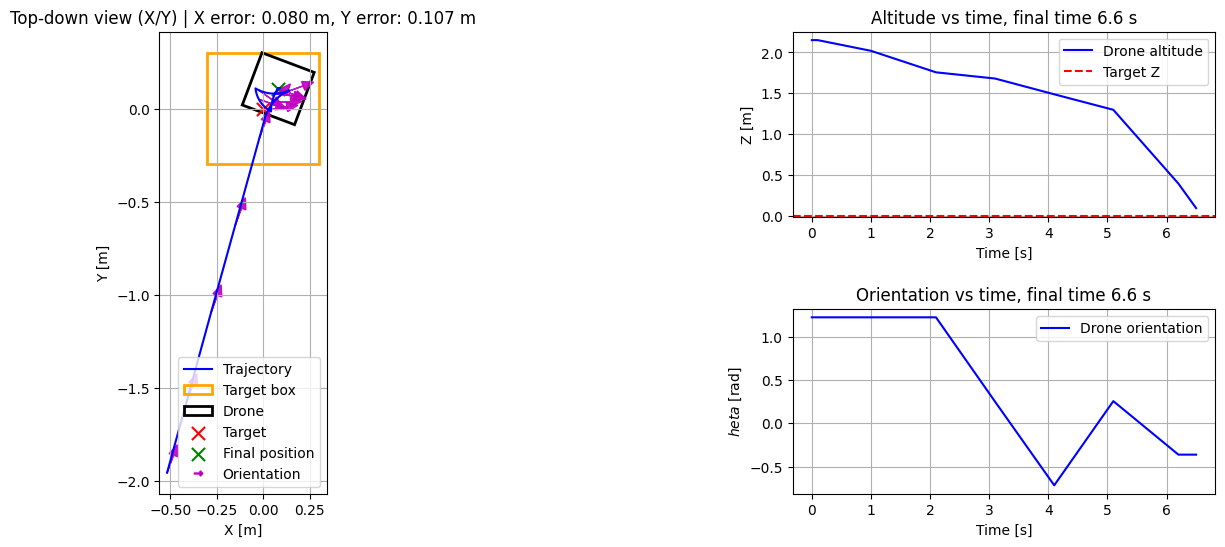 Top-down view (X/Y) | X error: 0.080 m, Y error: 0.107 m
0.0
−0.5
−1.0
−1.5
−2.0
Y [m]
Trajectory
Target box
Drone
Target
Final position
Orientation
−0.50
−0.25
0.00
0.25
X [m]
Altitude vs time, final time 6.6 s
2.0
1.5
1.0
0.5
0.0
Z [m]
Drone altitude
Target Z
0
1
2
3
4
5
6
Time [s]
Orientation vs time, final time 6.6 s
1.0
0.5
0.0
−0.5
heta [rad]
Drone orientation
0
1
2
3
4
5
6
Time [s]